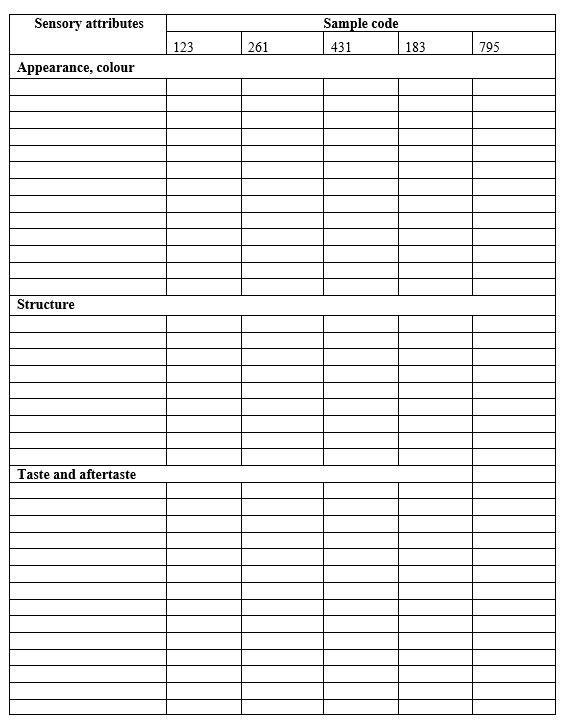 Sensory attributes Sample code
123 261 431 183 795
Appearance, colour
Structure
Taste and aftertaste